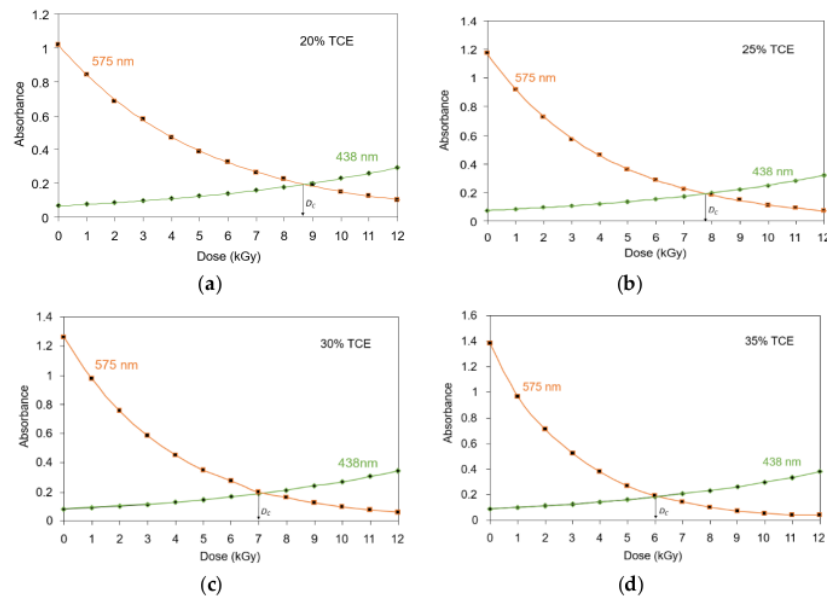 20% TCE
575 nm
438 nm
D_C
Absorbance
1.2
1
0.8
0.6
0.4
0.2
0
0 1 2 3 4 5 6 7 8 9 10 11 12
Dose (kGy)
(a)
25% TCE
575 nm
438 nm
D_C
Absorbance
1.4
1.2
1
0.8
0.6
0.4
0.2
0
0 1 2 3 4 5 6 7 8 9 10 11 12
Dose (kGy)
(b)
30% TCE
575 nm
438nm
D_C
Absorbance
1.4
1.2
1
0.8
0.6
0.4
0.2
0
0 1 2 3 4 5 6 7 8 9 10 11 12
Dose (kGy)
(c)
35% TCE
575 nm
438 nm
D_C
Absorbance
1.6
1.4
1.2
1
0.8
0.6
0.4
0.2
0
0 1 2 3 4 5 6 7 8 9 10 11 12
Dose (kGy)
(d)